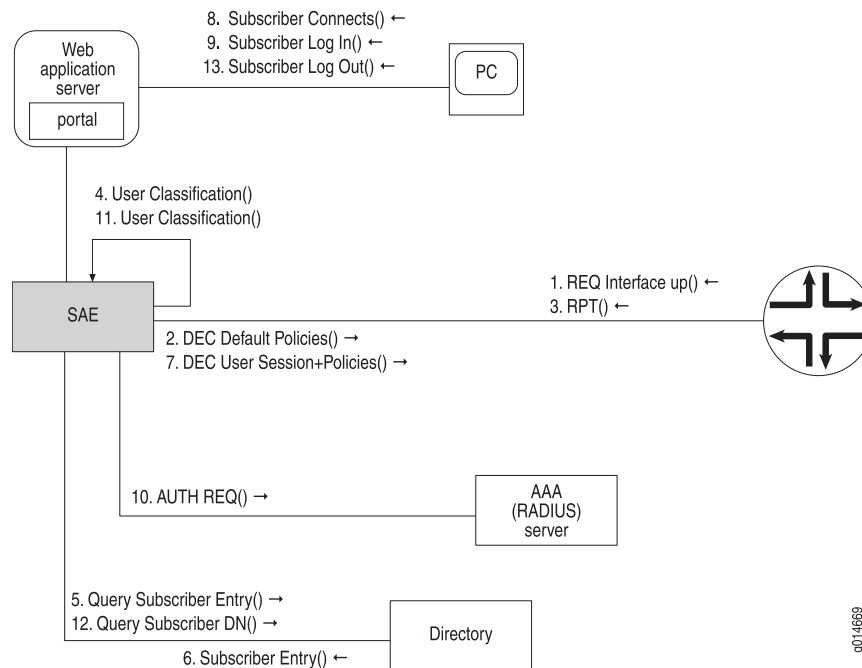 8. Subscriber Connects() ←
9. Subscriber Log In() ←
13. Subscriber Log Out() ←
Web
application
server
portal
PC
4. User Classification()
11. User Classification()
SAE
1. REQ Interface up() ←
3. RPT() ←
2. DEC Default Policies() →
7. DEC User Session+Policies() →
10. AUTH REQ() →
AAA
(RADIUS)
server
5. Query Subscriber Entry() →
12. Query Subscriber DN() →
6. Subscriber Entry() ←
Directory
g014669